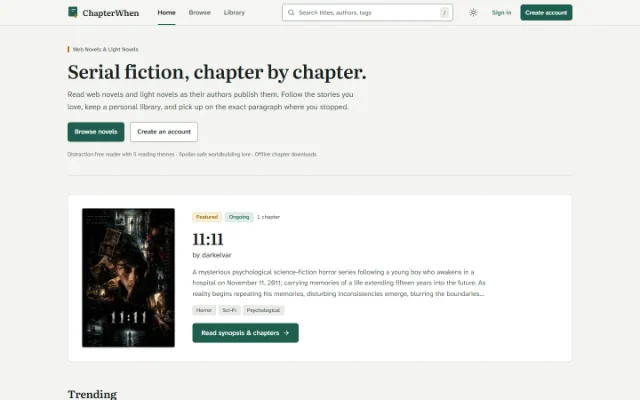 ChapterWhen
Home
Browse
Library
Search titles, authors, tags
/
Sign in
Create account
Web Novels & Light Novels
Serial fiction, chapter by chapter.
Read web novels and light novels as their authors publish them. Follow the stories you
love, keep a personal library, and pick up on the exact paragraph where you stopped.
Browse novels
Create an account
Distraction-free reader with 5 reading themes · Spoiler-safe worldbuilding lore · Offline chapter downloads
11:11
Featured
Ongoing
1 chapter
11:11
by darkelvar
A mysterious psychological science-fiction horror series following a young boy who awakens in a
hospital on November 11, 2011, carrying memories of a life extending fifteen years into the future. As
reality begins repeating his memories, disturbing inconsistencies emerge, blurring the boundaries...
Horror
Sci-Fi
Psychological
Read synopsis & chapters →
Trending